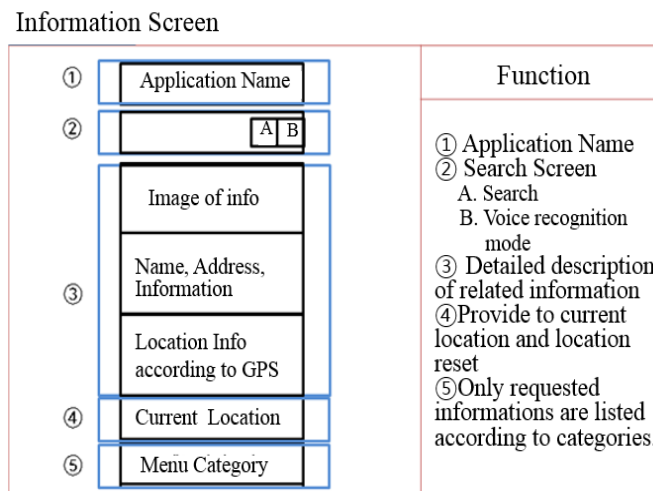 Information Screen
① Application Name
② A B
Image of info
Name, Address,
③ Information
Location Info
according to GPS
④ Current Location
⑤ Menu Category
Function
① Application Name
② Search Screen
A. Search
B. Voice recognition
mode
③ Detailed description
of related information
④Provide to current
location and location
reset
⑤Only requested
informations are listed
according to categories